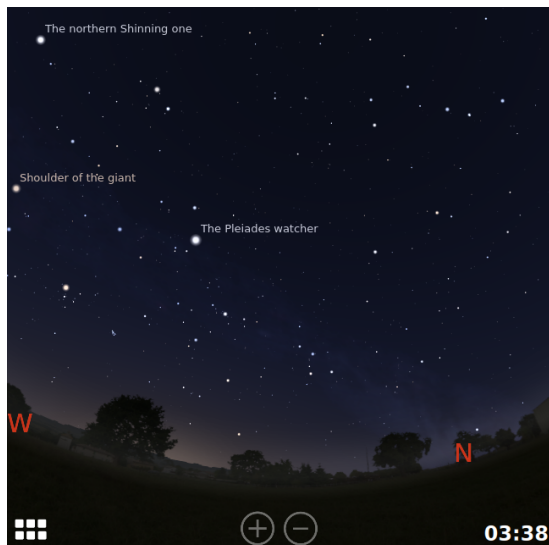 The northern Shinning one
Shoulder of the giant
The Pleiades watcher
W
N
03:38